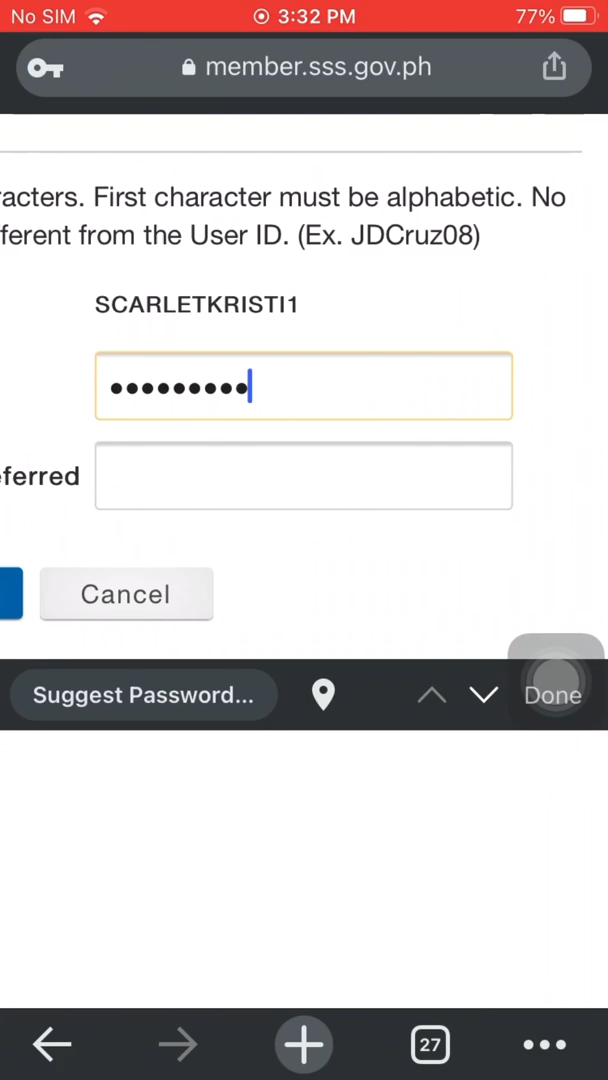 No SIM 3:32 PM 77%
member.sss.gov.ph
racters. First character must be alphabetic. No
fferent from the User ID. (Ex. JDCruz08)
SCARLETKRISTI1
eferred
Cancel
Suggest Password... Done
27